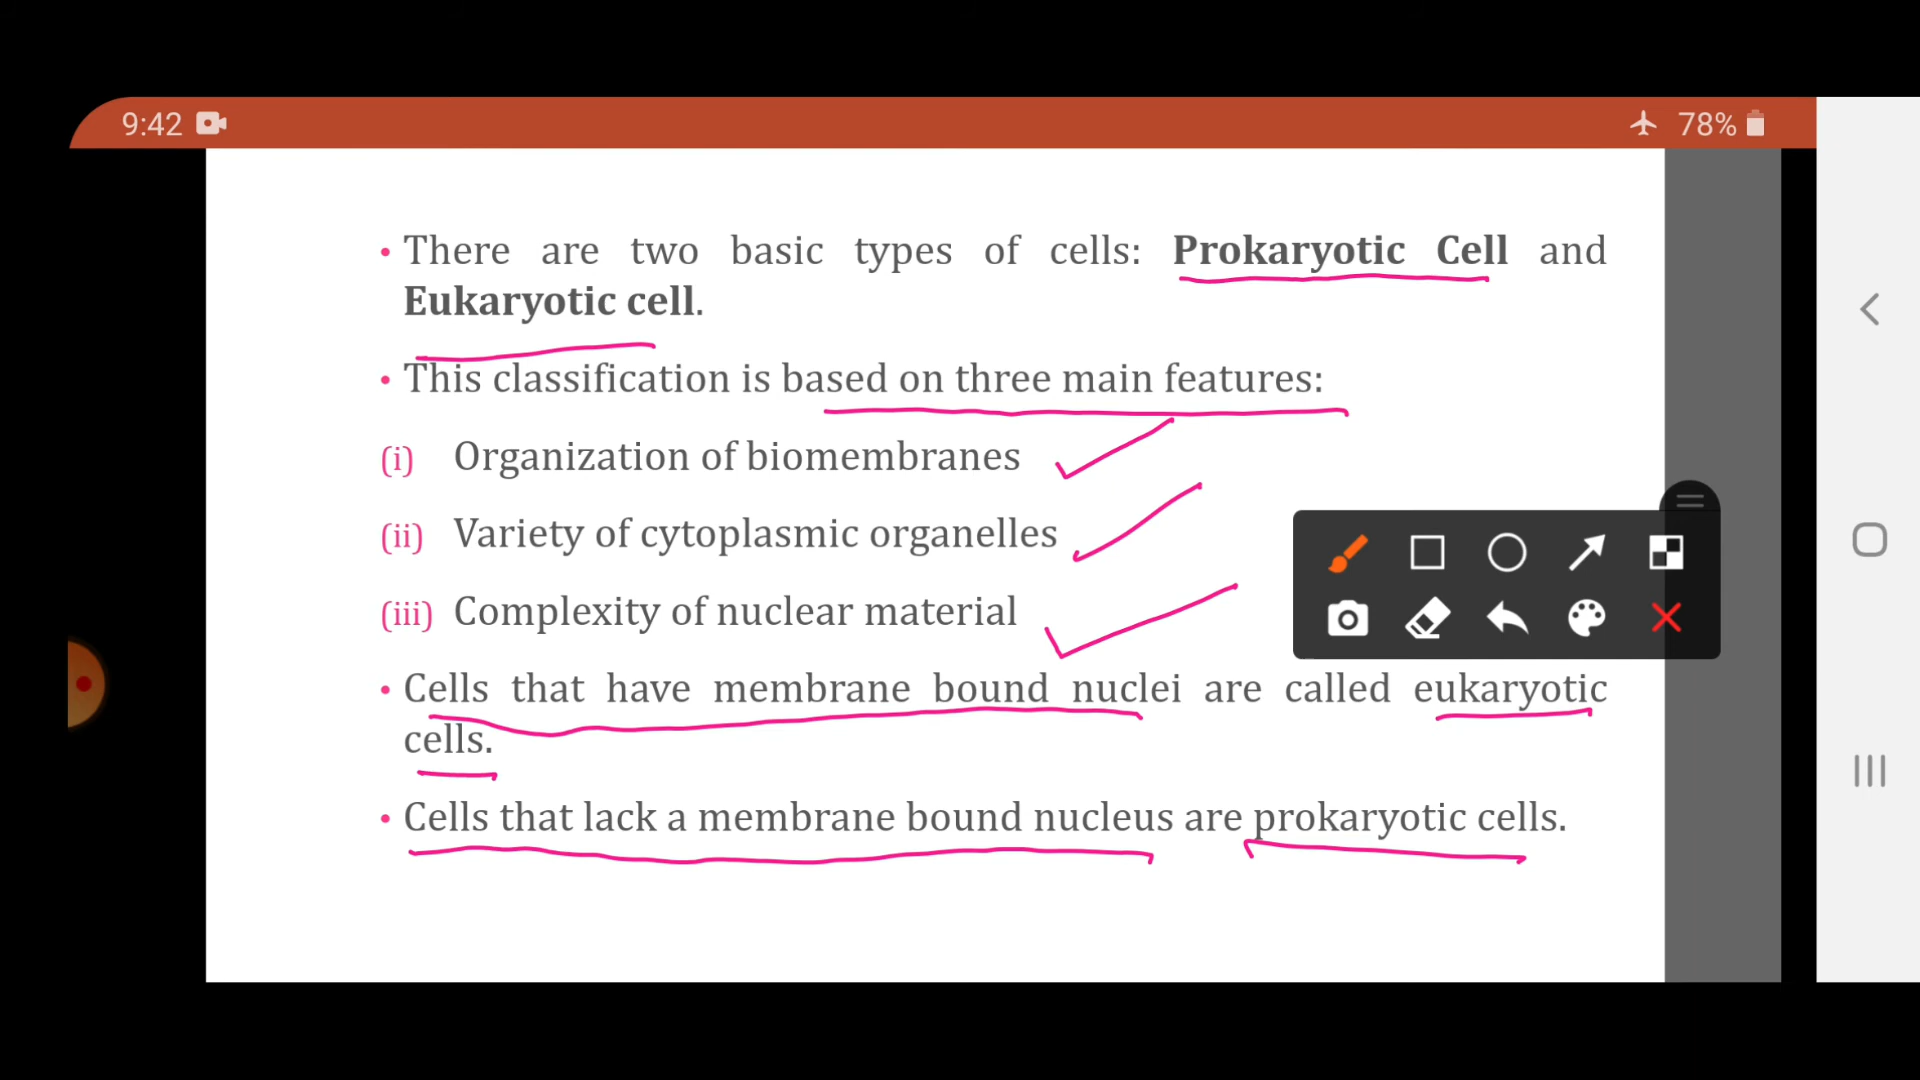 9:42
78%
• There are two basic types of cells: Prokaryotic Cell and
Eukaryotic cell.
• This classification is based on three main features:
(i) Organization of biomembranes
(ii) Variety of cytoplasmic organelles
(iii) Complexity of nuclear material
• Cells that have membrane bound nuclei are called eukaryotic
cells.
• Cells that lack a membrane bound nucleus are prokaryotic cells.